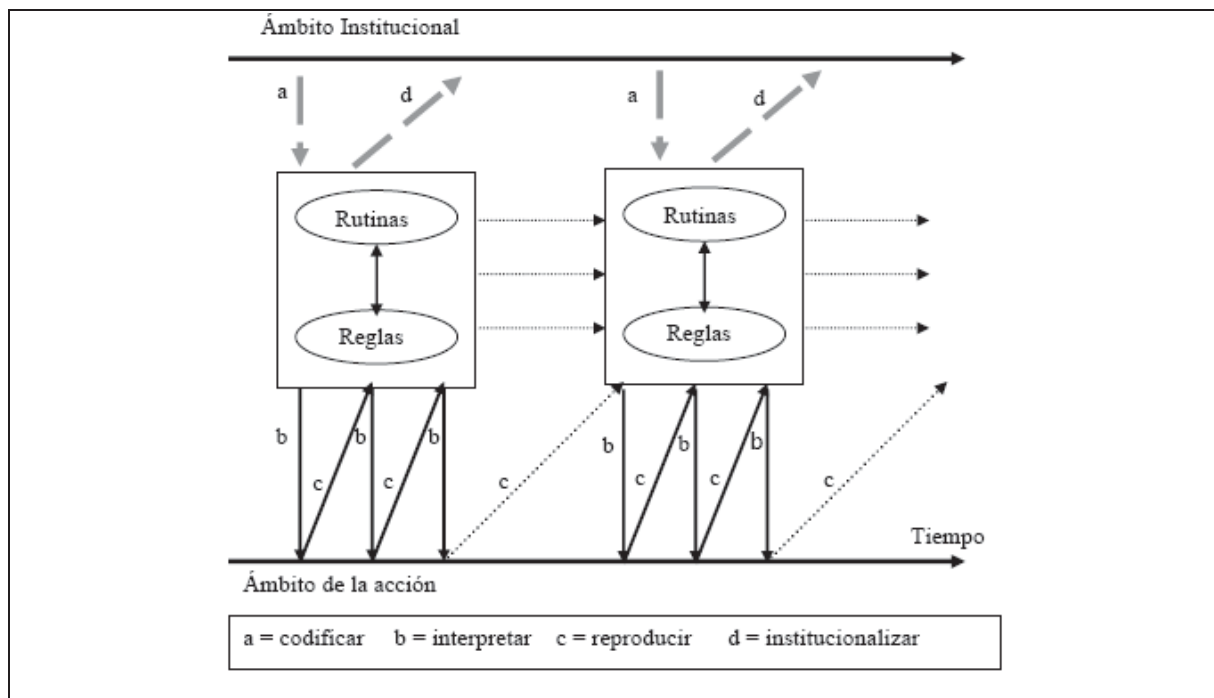 Ámbito Institucional
a
d
a
d
Rutinas
Rutinas
Reglas
Reglas
b
b
b
b
b
b
c
c
c
c
c
c
Tiempo
Ámbito de la acción
a = codificar b = interpretar c = reproducir d = institucionalizar